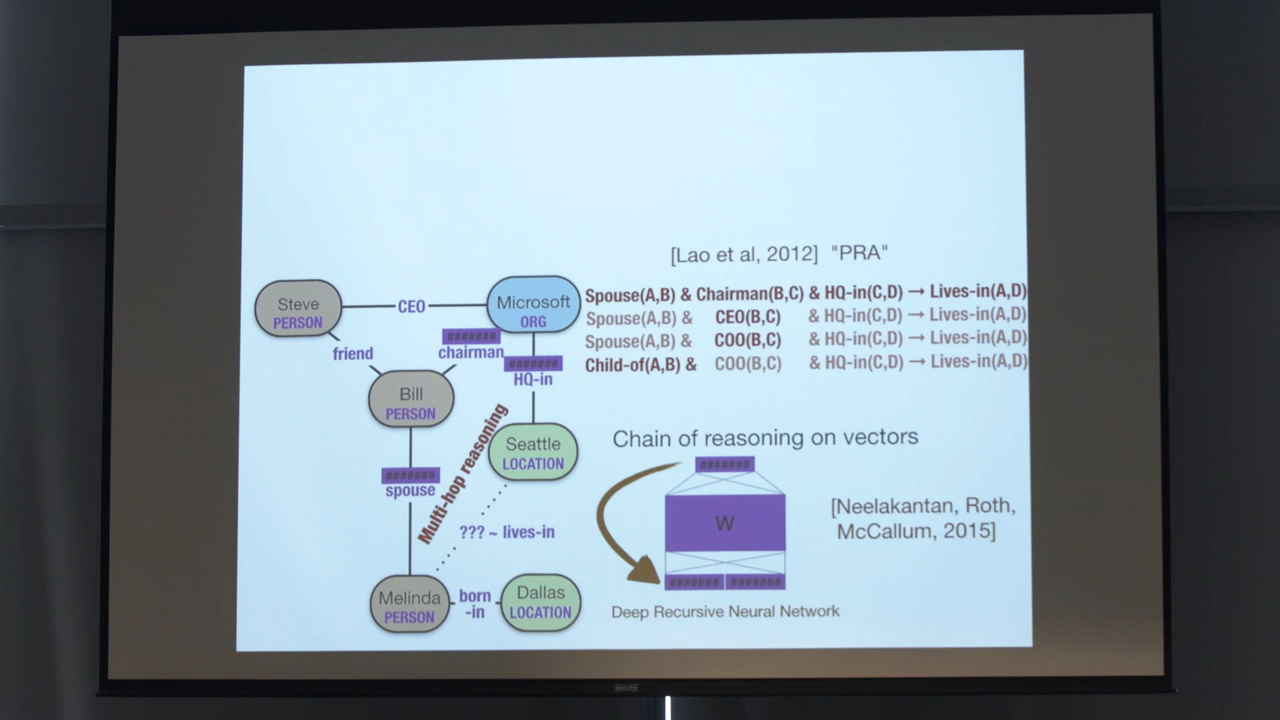 [Lao et al, 2012] "PRA"
Spouse(A,B) & Chairman(B,C) & HQ-in(C,D) → Lives-in(A,D)
Spouse(A,B) & CEO(B,C) & HQ-in(C,D) → Lives-in(A,D)
Spouse(A,B) & COO(B,C) & HQ-in(C,D) → Lives-in(A,D)
Child-of(A,B) & COO(B,C) & HQ-in(C,D) → Lives-in(A,D)
Steve
PERSON
CEO
Microsoft
ORG
friend
#######
chairman
#######
HQ-in
Bill
PERSON
Multi-hop reasoning
Seattle
LOCATION
#######
spouse
??? ~ lives-in
Melinda
PERSON
born
-in
Dallas
LOCATION
Chain of reasoning on vectors
#######
W
####### #######
Deep Recursive Neural Network
[Neelakantan, Roth,
McCallum, 2015]